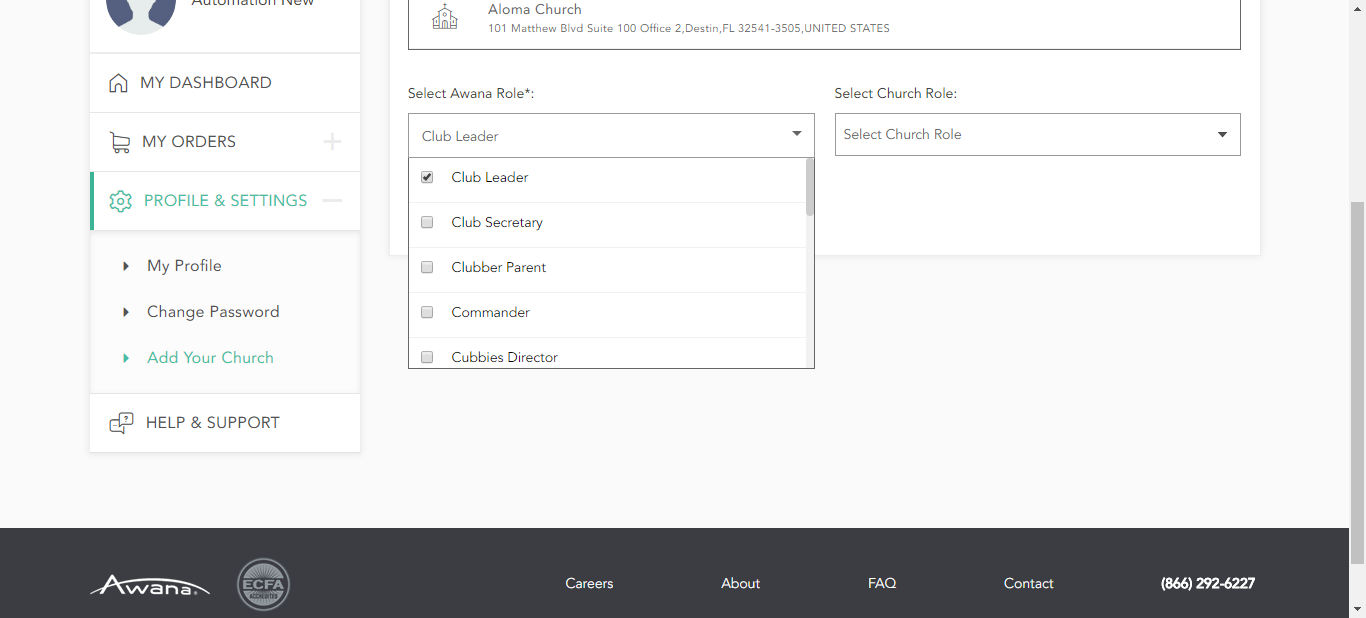 Automation New
MY DASHBOARD
MY ORDERS
PROFILE & SETTINGS
My Profile
Change Password
Add Your Church
HELP & SUPPORT
Aloma Church
101 Matthew Blvd Suite 100 Office 2,Destin,FL 32541-3505,UNITED STATES
Select Awana Role*:
Club Leader
Club Leader
Club Secretary
Clubber Parent
Commander
Cubbies Director
Select Church Role:
Select Church Role
Awana®
ECFA
ACCREDITED
Careers
About
FAQ
Contact
(866) 292-6227